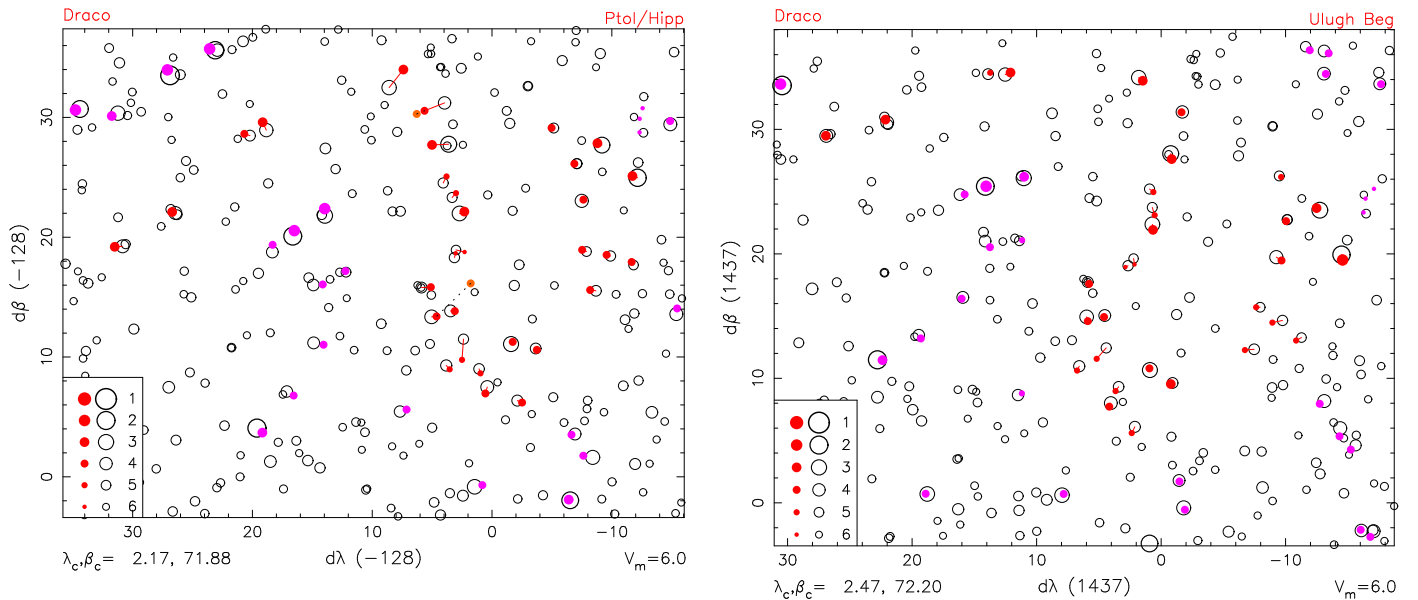 Draco Ptol/Hipp
30
20
10
0
dβ (−128)
1
2
3
4
5
6
30 20 10 0 −10
λc,βc= 2.17, 71.88 dλ (−128) Vm=6.0
Draco Ulugh Beg
30
20
10
0
dβ (1437)
1
2
3
4
5
6
30 20 10 0 −10
λc,βc= 2.47, 72.20 dλ (1437) Vm=6.0